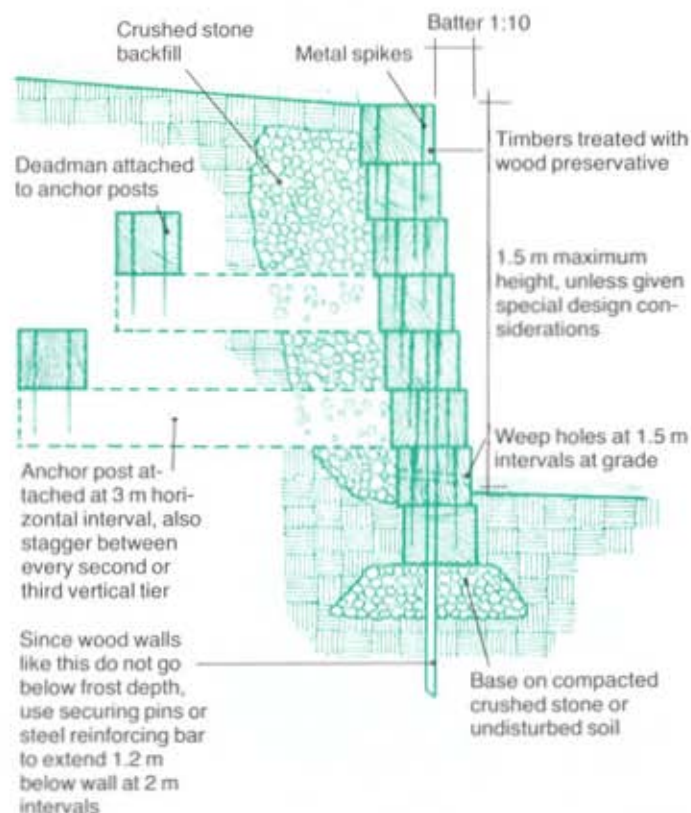 Batter 1:10
Crushed stone
backfill
Metal spikes
Timbers treated with
wood preservative
Deadman attached
to anchor posts
1.5 m maximum
height, unless given
special design con-
siderations
Weep holes at 1.5 m
intervals at grade
Anchor post at-
tached at 3 m hori-
zontal interval, also
stagger between
every second or
third vertical tier
Since wood walls
like this do not go
below frost depth,
use securing pins or
steel reinforcing bar
to extend 1.2 m
below wall at 2 m
intervals
Base on compacted
crushed stone or
undisturbed soil